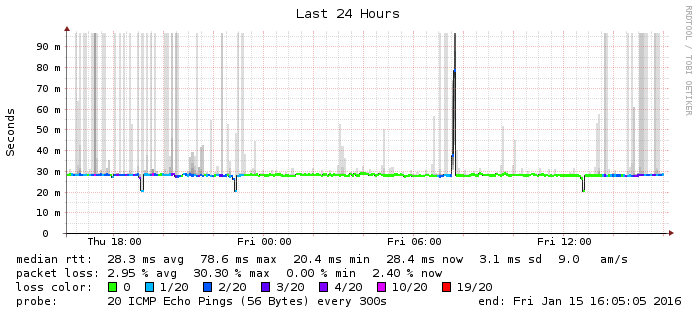 Last 24 Hours
RRDTOOL / TOBI OETIKER
Seconds
90 m
80 m
70 m
60 m
50 m
40 m
30 m
20 m
10 m
0
Thu 18:00 Fri 00:00 Fri 06:00 Fri 12:00
median rtt: 28.3 ms avg 78.6 ms max 20.4 ms min 28.4 ms now 3.1 ms sd 9.0 am/s
packet loss: 2.95 % avg 30.30 % max 0.00 % min 2.40 % now
loss color: 0 1/20 2/20 3/20 4/20 10/20 19/20
probe: 20 ICMP Echo Pings (56 Bytes) every 300s end: Fri Jan 15 16:05:05 2016